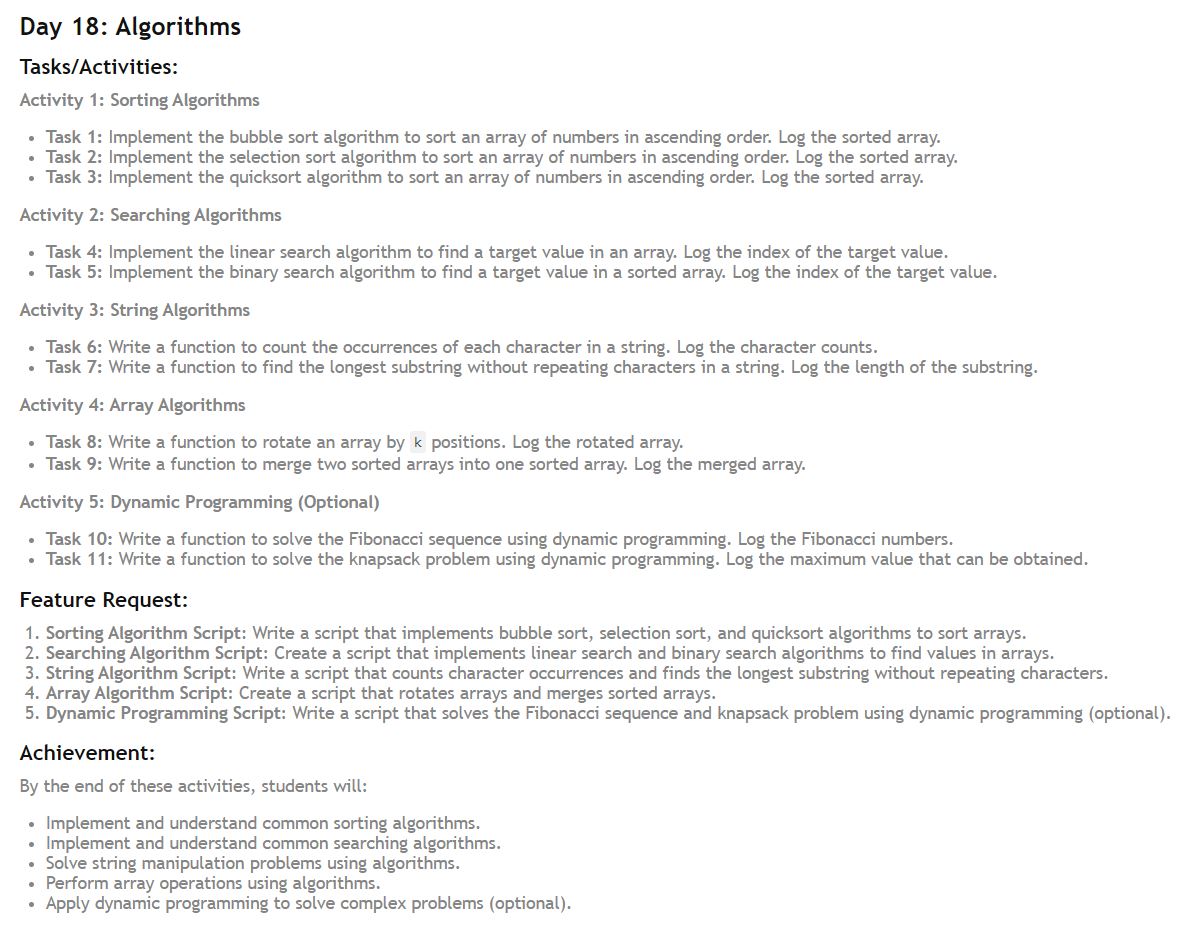 Day 18: Algorithms
Tasks/Activities:
Activity 1: Sorting Algorithms
• Task 1: Implement the bubble sort algorithm to sort an array of numbers in ascending order. Log the sorted array.
• Task 2: Implement the selection sort algorithm to sort an array of numbers in ascending order. Log the sorted array.
• Task 3: Implement the quicksort algorithm to sort an array of numbers in ascending order. Log the sorted array.
Activity 2: Searching Algorithms
• Task 4: Implement the linear search algorithm to find a target value in an array. Log the index of the target value.
• Task 5: Implement the binary search algorithm to find a target value in a sorted array. Log the index of the target value.
Activity 3: String Algorithms
• Task 6: Write a function to count the occurrences of each character in a string. Log the character counts.
• Task 7: Write a function to find the longest substring without repeating characters in a string. Log the length of the substring.
Activity 4: Array Algorithms
• Task 8: Write a function to rotate an array by k positions. Log the rotated array.
• Task 9: Write a function to merge two sorted arrays into one sorted array. Log the merged array.
Activity 5: Dynamic Programming (Optional)
• Task 10: Write a function to solve the Fibonacci sequence using dynamic programming. Log the Fibonacci numbers.
• Task 11: Write a function to solve the knapsack problem using dynamic programming. Log the maximum value that can be obtained.
Feature Request:
1. Sorting Algorithm Script: Write a script that implements bubble sort, selection sort, and quicksort algorithms to sort arrays.
2. Searching Algorithm Script: Create a script that implements linear search and binary search algorithms to find values in arrays.
3. String Algorithm Script: Write a script that counts character occurrences and finds the longest substring without repeating characters.
4. Array Algorithm Script: Create a script that rotates arrays and merges sorted arrays.
5. Dynamic Programming Script: Write a script that solves the Fibonacci sequence and knapsack problem using dynamic programming (optional).
Achievement:
By the end of these activities, students will:
• Implement and understand common sorting algorithms.
• Implement and understand common searching algorithms.
• Solve string manipulation problems using algorithms.
• Perform array operations using algorithms.
• Apply dynamic programming to solve complex problems (optional).